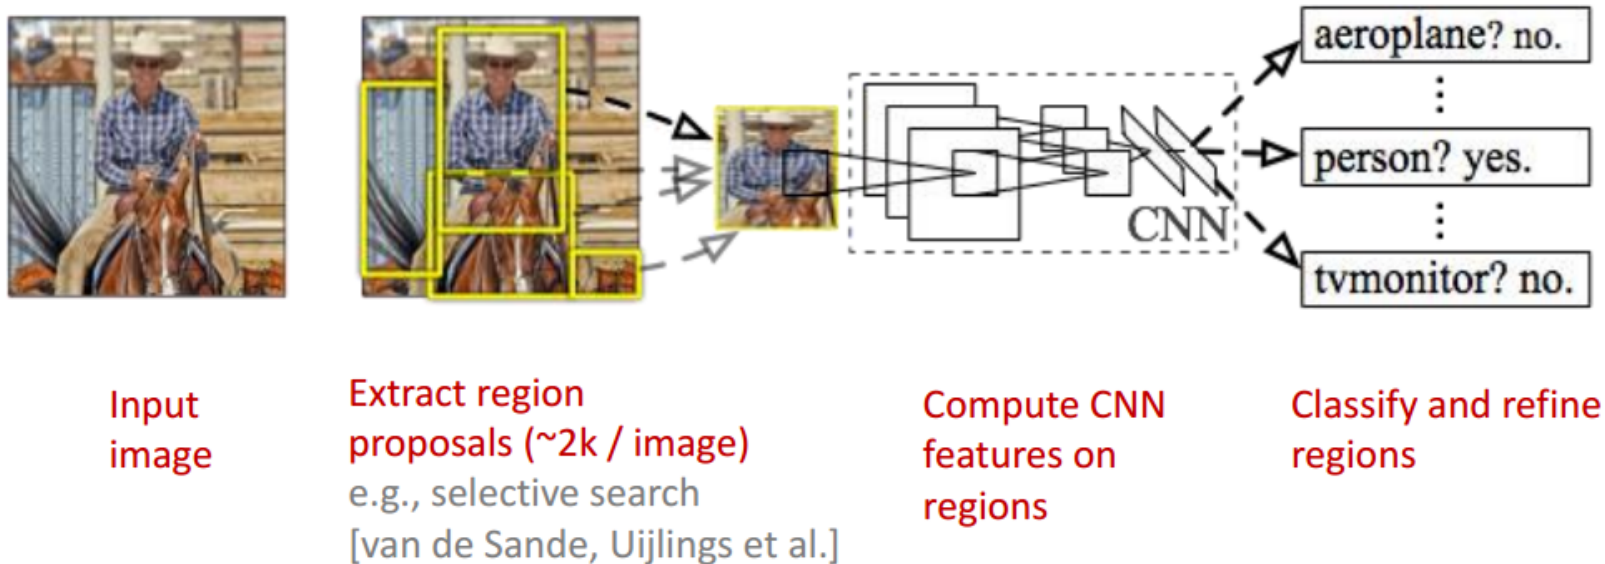 aeroplane? no.
person? yes.
CNN
tvmonitor? no.
Input
image
Extract region
proposals (~2k / image)
e.g., selective search
[van de Sande, Uijlings et al.]
Compute CNN
features on
regions
Classify and refine
regions